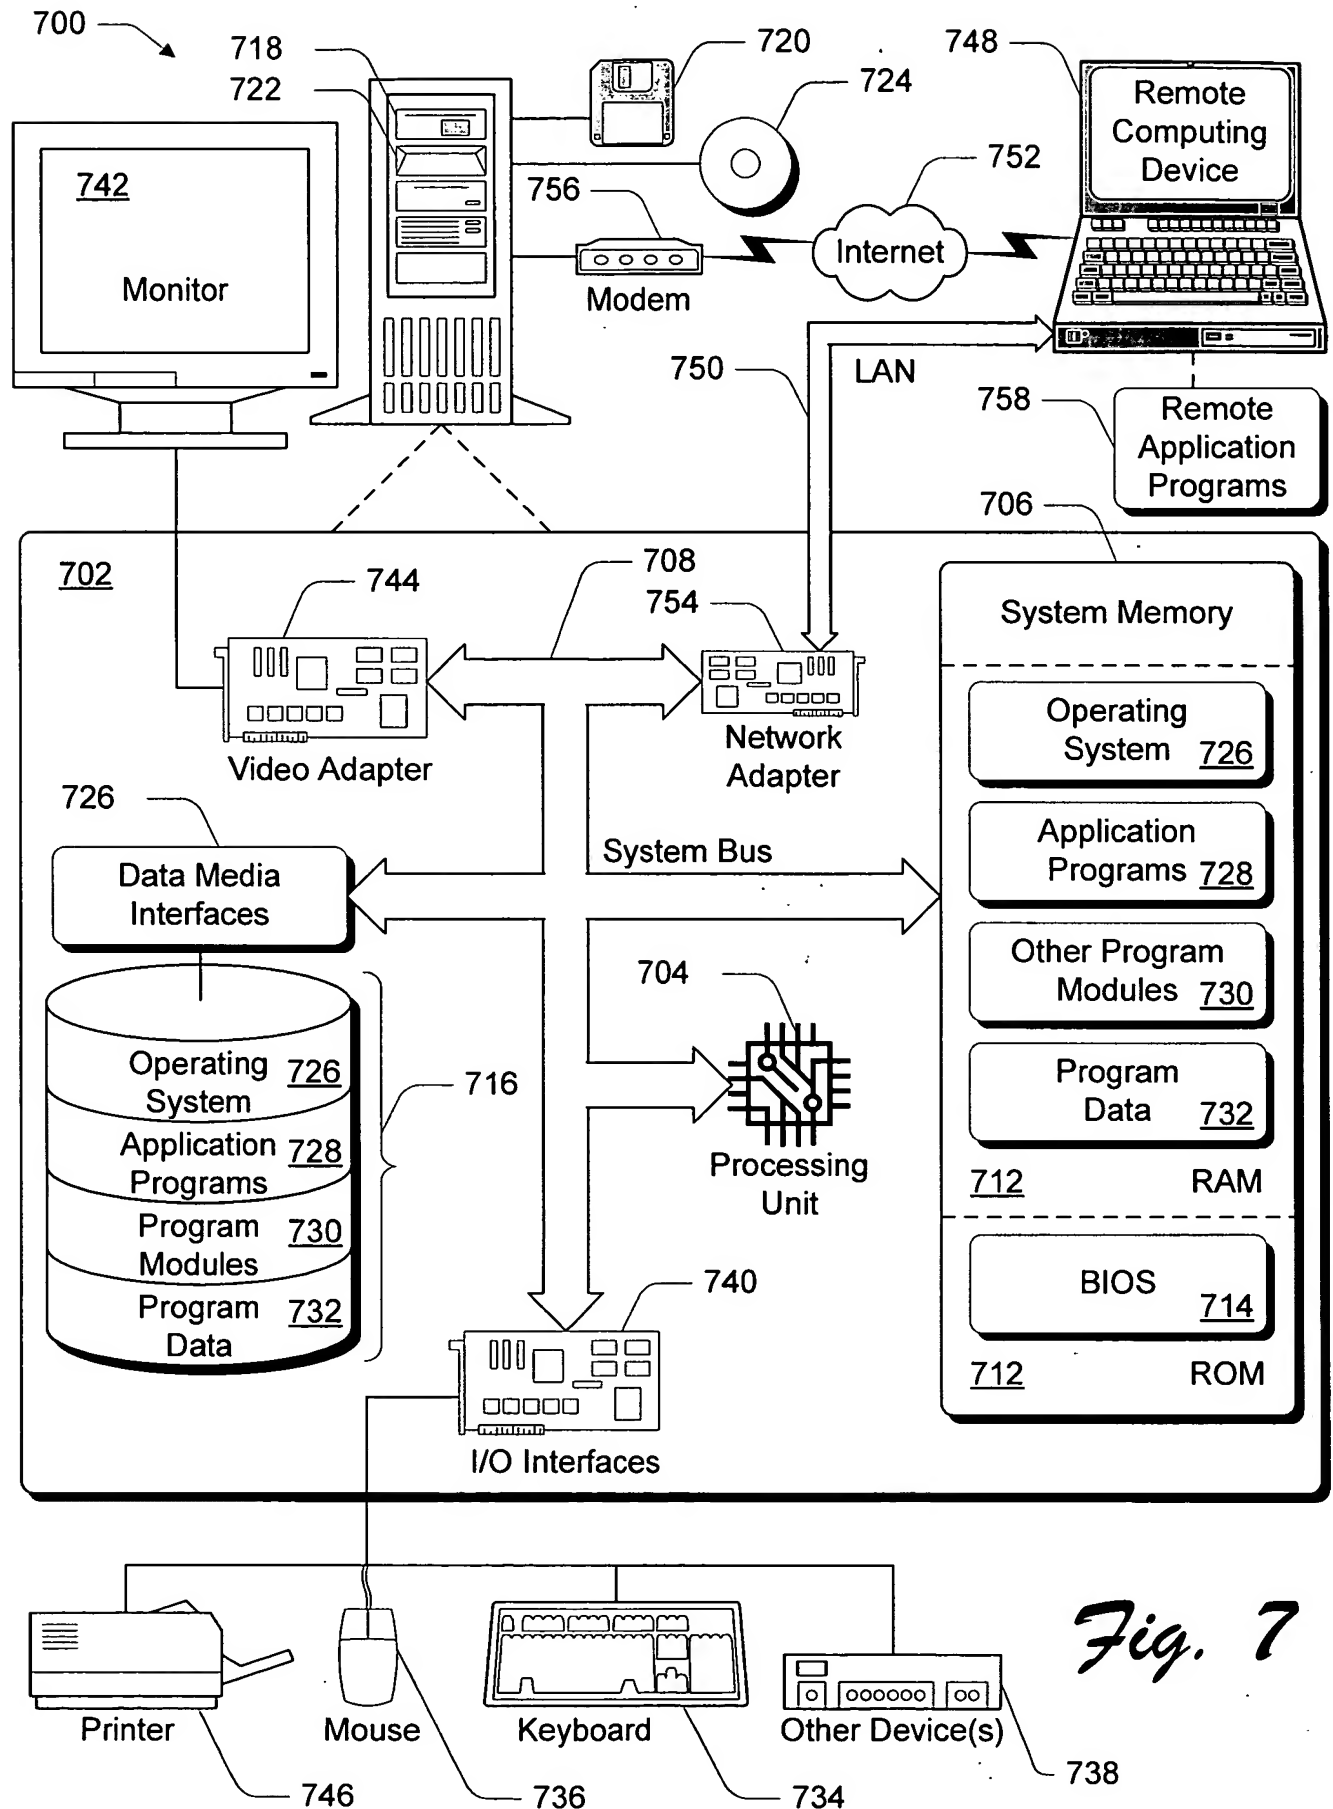 700
718
722
720
724
748
Remote
Computing
Device
742
Monitor
756
Modem
752
Internet
750
LAN
758
Remote
Application
Programs
706
702
744
708
754
Video Adapter
Network
Adapter
System Memory
Operating
System 726
Application
Programs 728
Other Program
Modules 730
Program
Data 732
712 RAM
BIOS
714
712 ROM
726
Data Media
Interfaces
System Bus
704
Processing
Unit
Operating
System 726
Application
Programs 728
Program
Modules 730
Program
Data 732
716
740
I/O Interfaces
Printer
Mouse
Keyboard
Other Device(s)
746
736
734
738
Fig. 7